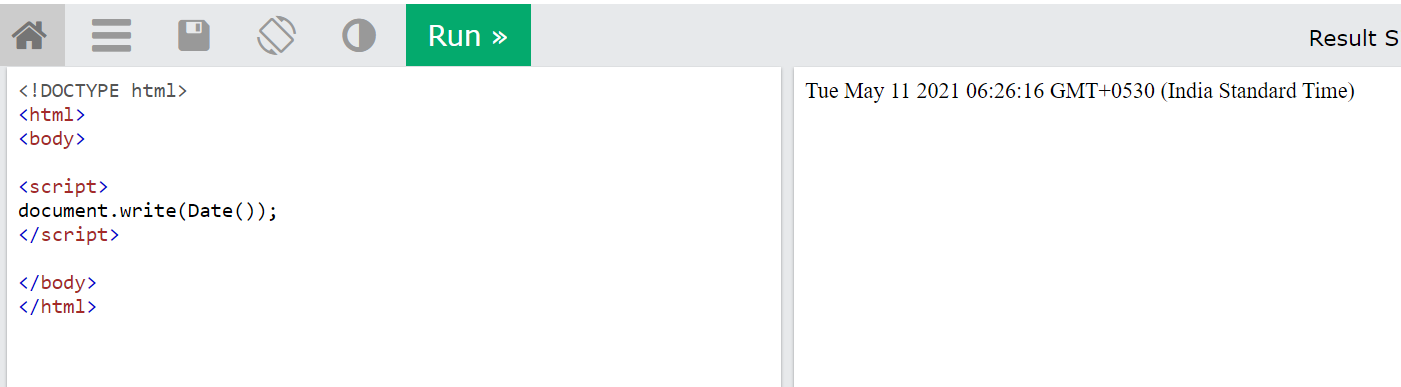 Run »
Result S
<!DOCTYPE html>
<html>
<body>
<script>
document.write(Date());
</script>
</body>
</html>
Tue May 11 2021 06:26:16 GMT+0530 (India Standard Time)